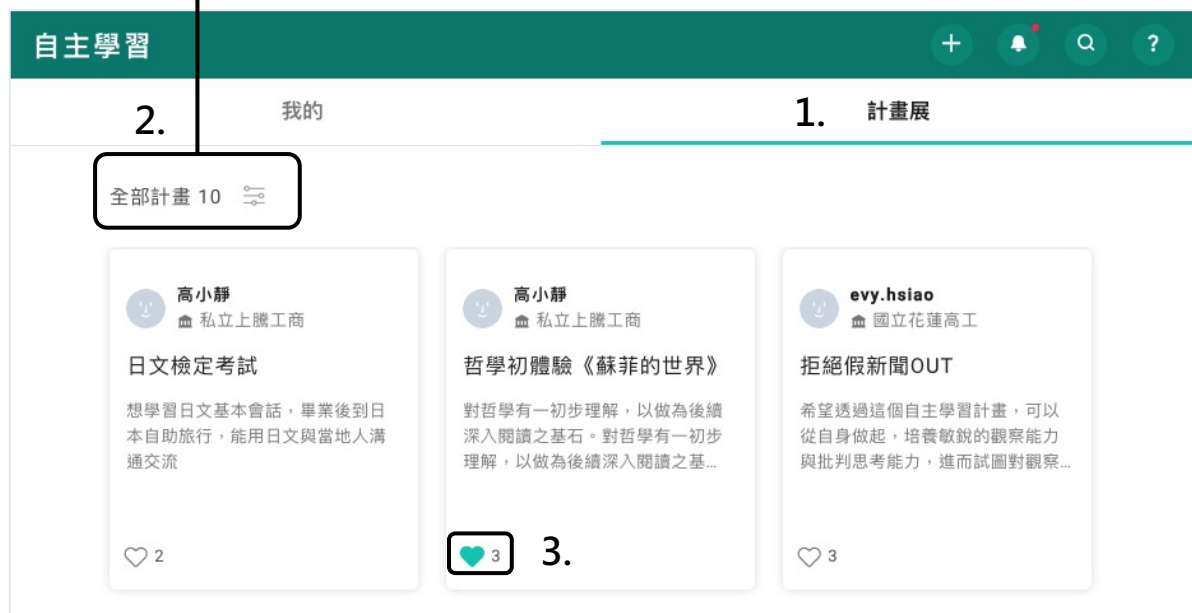 自主學習
+
?
我的
1. 計畫展
2.
全部計畫 10
高小靜
私立上騰工商
日文檢定考試
想學習日文基本會話，畢業後到日
本自助旅行，能用日文與當地人溝
通交流
2
高小靜
私立上騰工商
哲學初體驗《蘇菲的世界》
對哲學有一初步理解，以做為後續
深入閱讀之基石。對哲學有一初步
理解，以做為後續深入閱讀之基…
3
3.
evy.hsiao
國立花蓮高工
拒絕假新聞OUT
希望透過這個自主學習計畫，可以
從自身做起，培養敏銳的觀察能力
與批判思考能力，進而試圖對觀察…
3